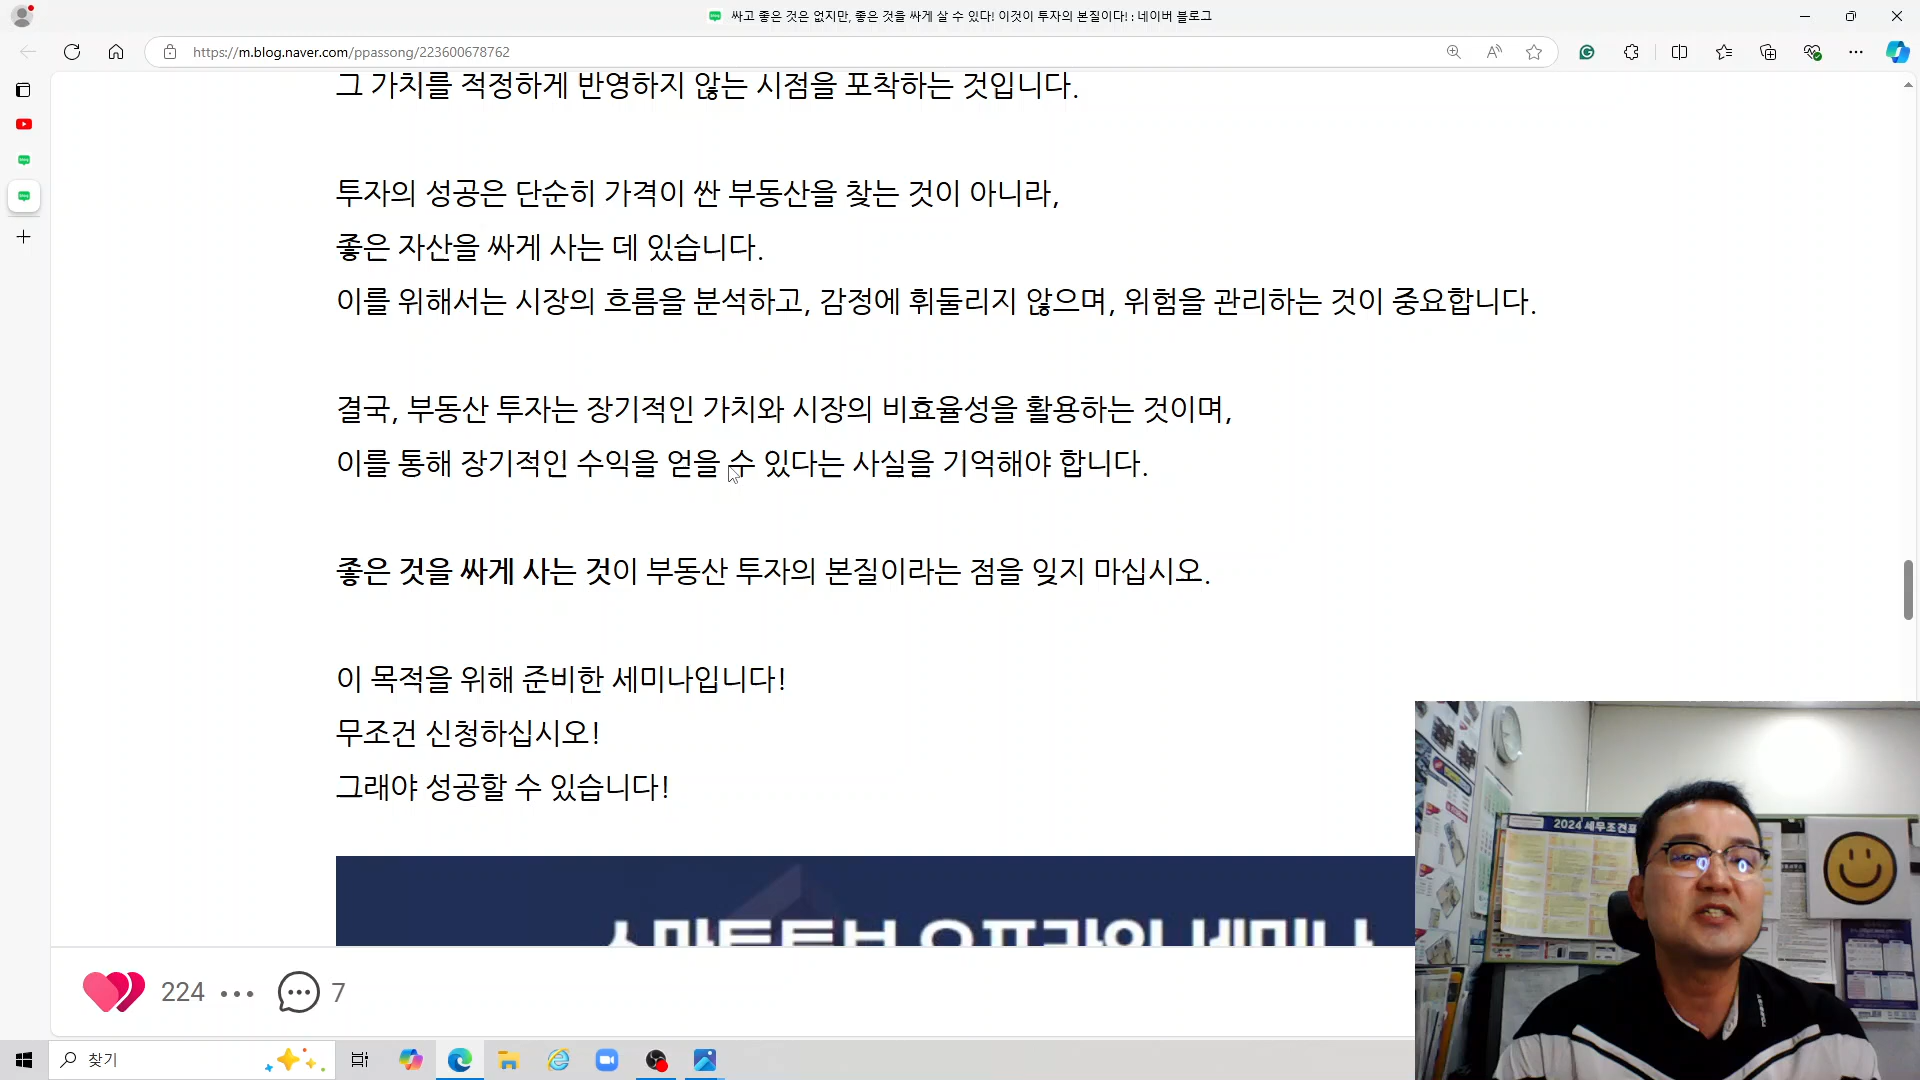 싸고 좋은 것은 없지만, 좋은 것을 싸게 살 수 있다! 이것이 투자의 본질이다! : 네이버 블로그
https://m.blog.naver.com/ppassong/223600678762
그 가치를 적정하게 반영하지 않는 시점을 포착하는 것입니다.
투자의 성공은 단순히 가격이 싼 부동산을 찾는 것이 아니라,
좋은 자산을 싸게 사는 데 있습니다.
이를 위해서는 시장의 흐름을 분석하고, 감정에 휘둘리지 않으며, 위험을 관리하는 것이 중요합니다.
결국, 부동산 투자는 장기적인 가치와 시장의 비효율성을 활용하는 것이며,
이를 통해 장기적인 수익을 얻을 수 있다는 사실을 기억해야 합니다.
좋은 것을 싸게 사는 것이 부동산 투자의 본질이라는 점을 잊지 마십시오.
이 목적을 위해 준비한 세미나입니다!
무조건 신청하십시오!
그래야 성공할 수 있습니다!
2024 세무조견표
224
7
찾기